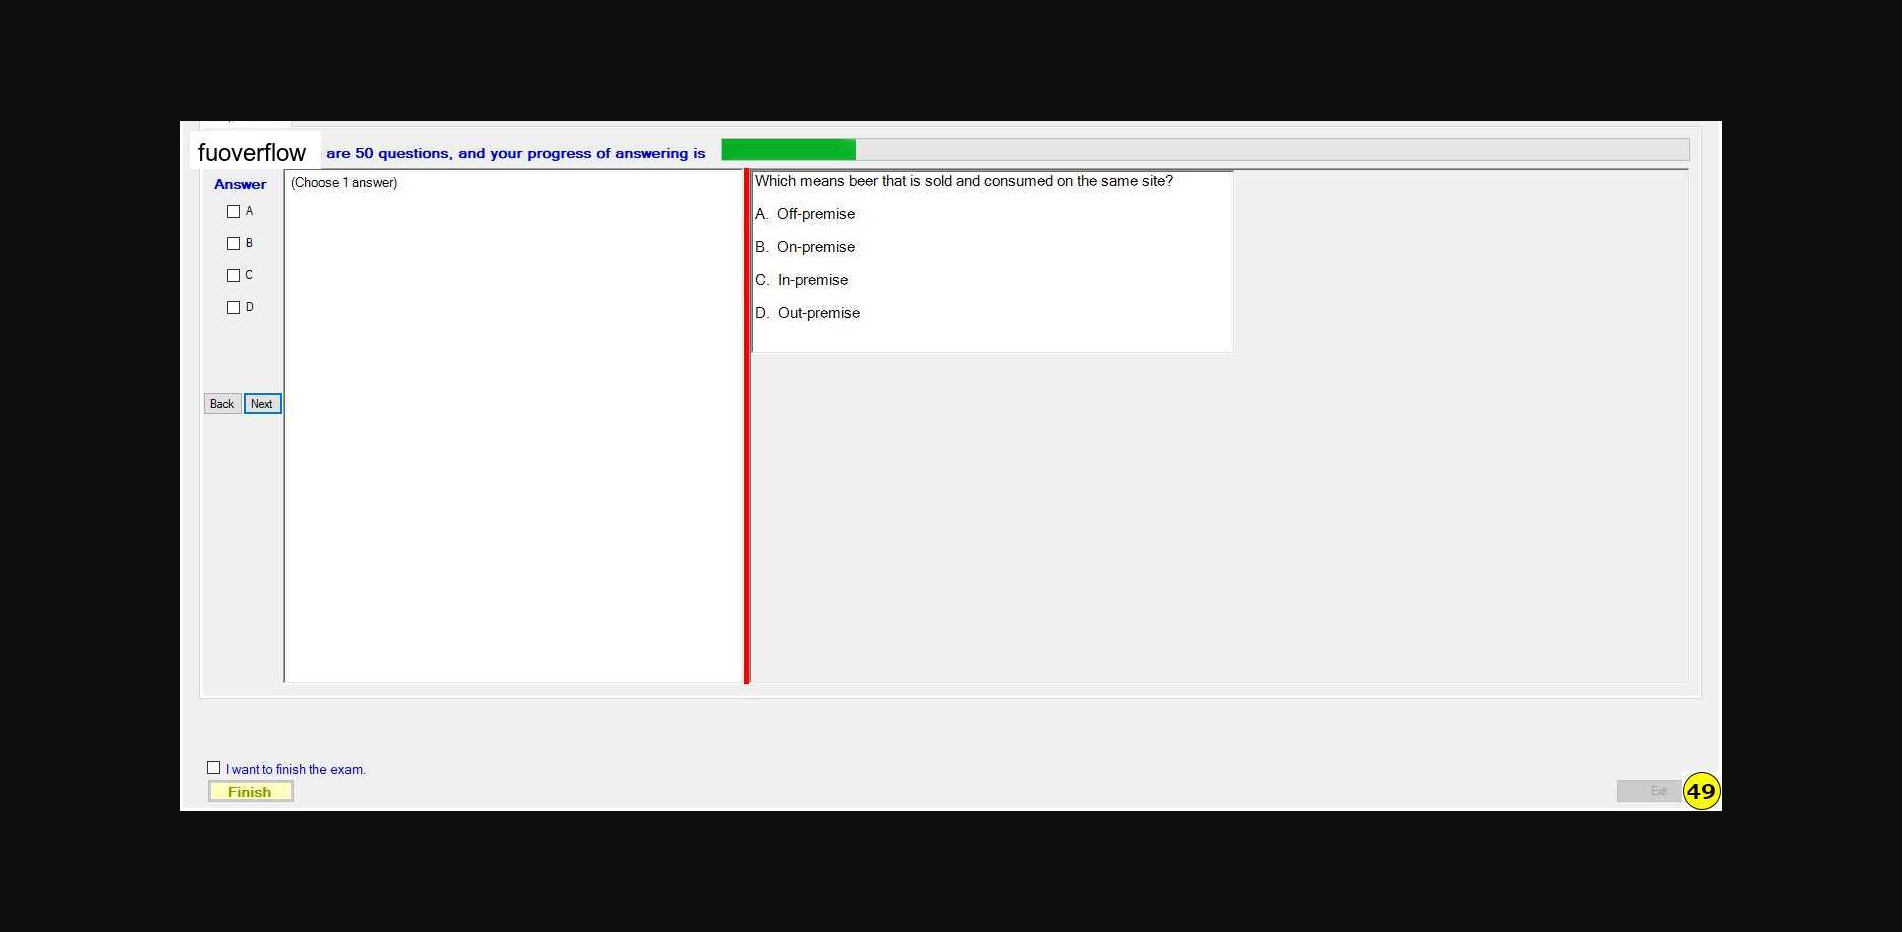 fuoverflow are 50 questions, and your progress of answering is
Answer
(Choose 1 answer)
A
B
C
D
Back Next
Which means beer that is sold and consumed on the same site?
A. Off-premise
B. On-premise
C. In-premise
D. Out-premise
I want to finish the exam.
Finish
Exit
49